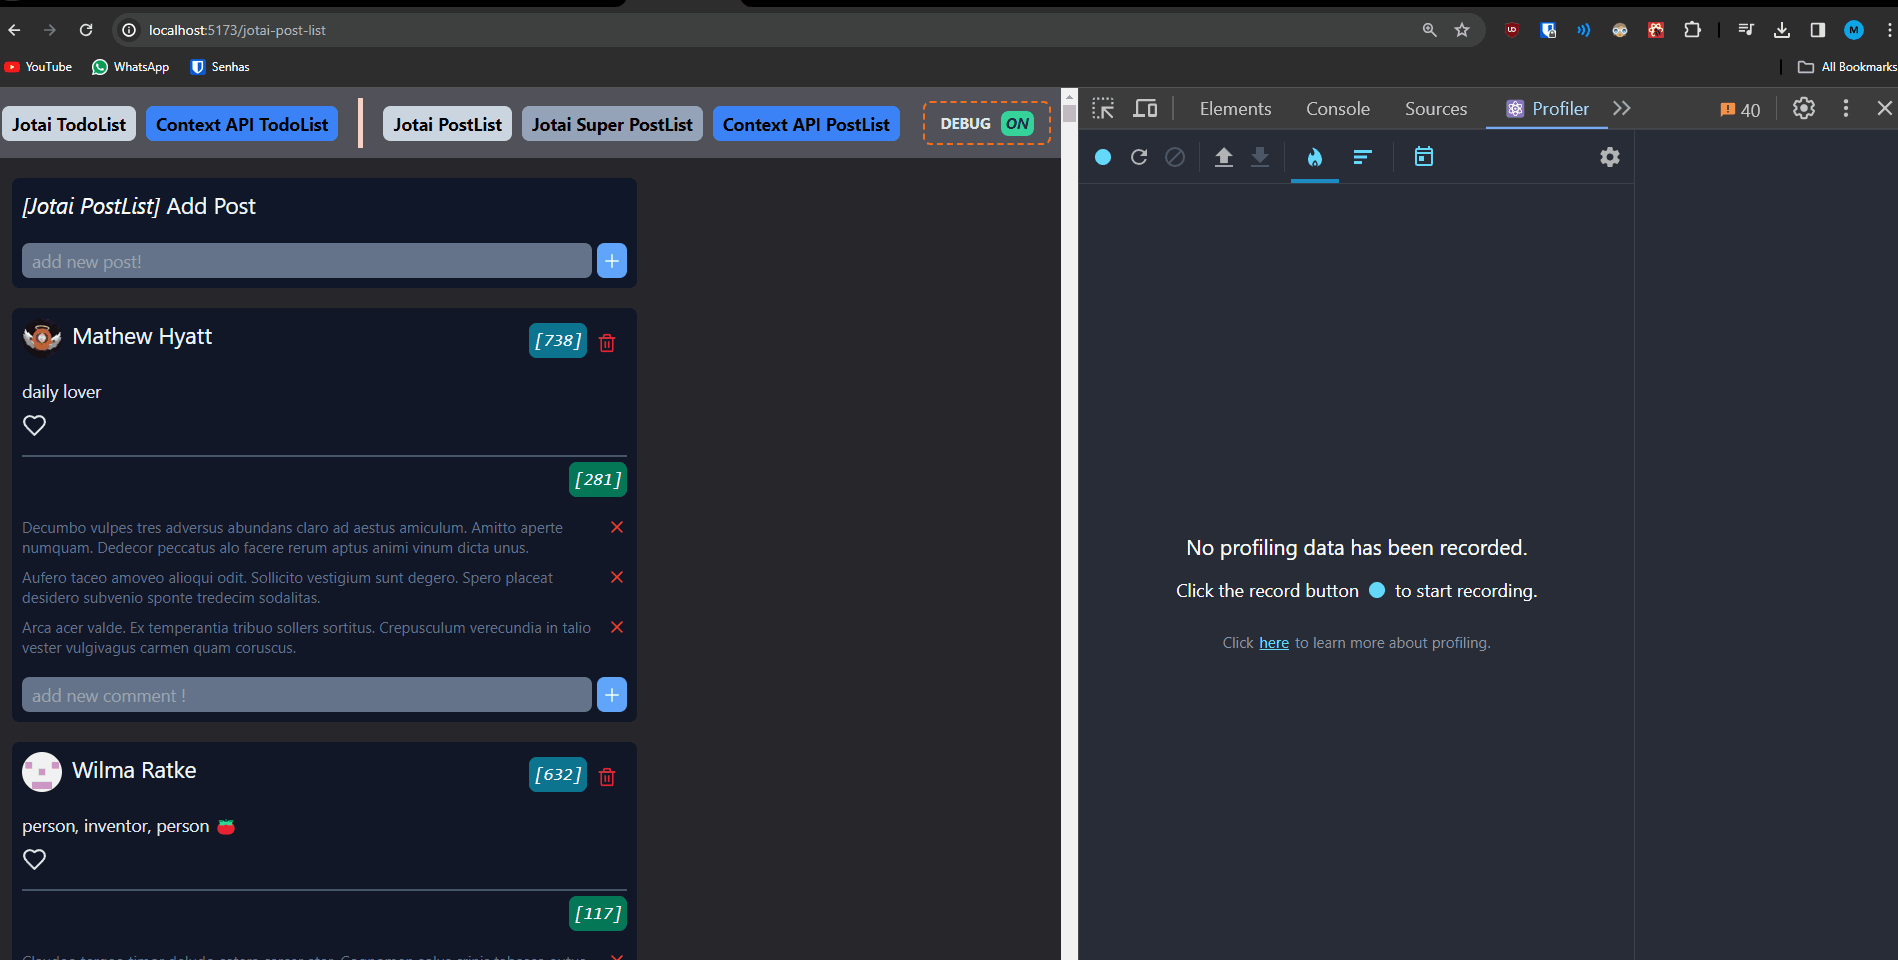 localhost:5173/jotai-post-list
M
YouTube WhatsApp Senhas All Bookmarks
Jotai TodoList Context API TodoList Jotai PostList Jotai Super PostList Context API PostList DEBUG ON
Elements Console Sources Profiler 40
[Jotai PostList] Add Post
add new post!
Mathew Hyatt [738]
daily lover
[281]
Decumbo vulpes tres adversus abundans claro ad aestus amiculum. Amitto aperte
numquam. Dedecor peccatus alo facere rerum aptus animi vinum dicta unus.
Aufero taceo amoveo alioqui odit. Sollicito vestigium sunt degero. Spero placeat
desidero subvenio sponte tredecim sodalitas.
Arca acer valde. Ex temperantia tribuo sollers sortitus. Crepusculum verecundia in talio
vester vulgivagus carmen quam coruscus.
add new comment !
Wilma Ratke [632]
person, inventor, person 🍅
[117]
No profiling data has been recorded.
Click the record button to start recording.
Click here to learn more about profiling.